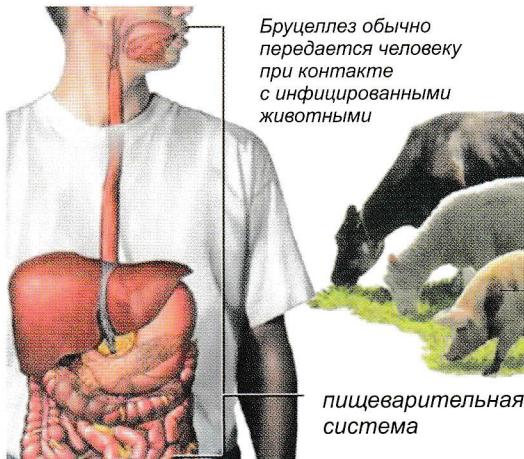 Бруцеллез обычно
передается человеку
при контакте
с инфицированными
животными
пищеварительная
система